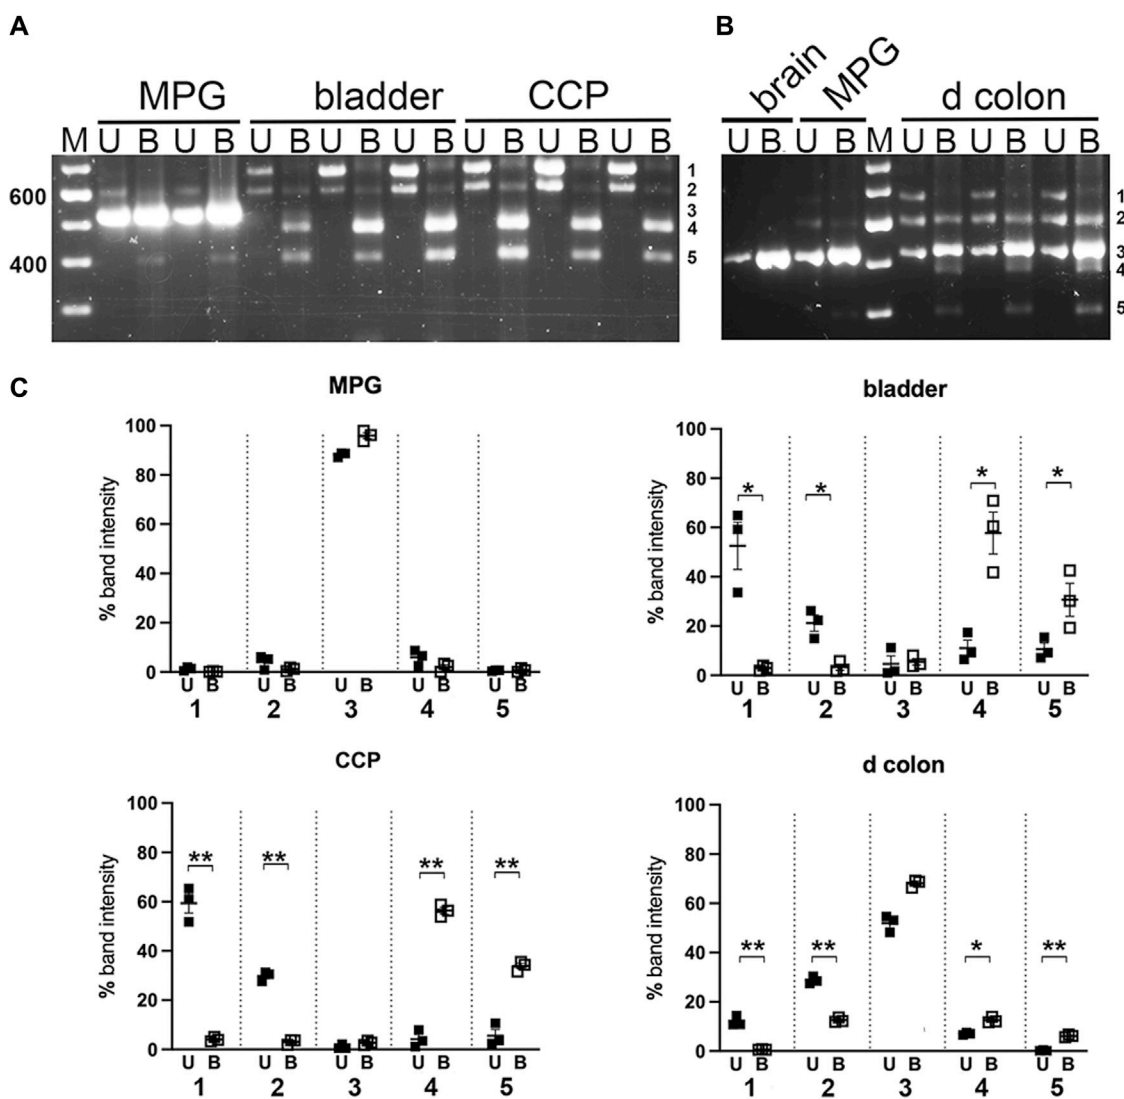 A
MPG bladder CCP
M U B U B U B U B U B U B U B U B
600
400
1
2
3
4
5
B
brain MPG d colon
U B U B M U B U B U B
1
2
3
4
5
C
MPG
% band intensity
100
80
60
40
20
0
U B U B U B U B U B
1 2 3 4 5
bladder
% band intensity
100
80
60
40
20
0
* * * *
U B U B U B U B U B
1 2 3 4 5
CCP
% band intensity
100
80
60
40
20
0
** ** ** **
U B U B U B U B U B
1 2 3 4 5
d colon
% band intensity
100
80
60
40
20
0
** ** * **
U B U B U B U B U B
1 2 3 4 5